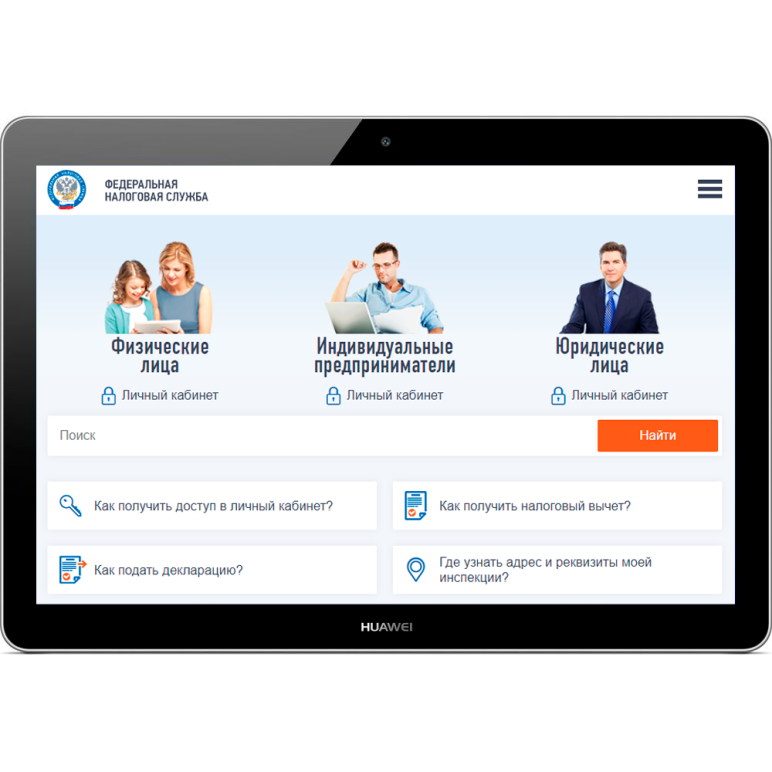 ФЕДЕРАЛЬНАЯ
НАЛОГОВАЯ СЛУЖБА
Физические
лица
Личный кабинет
Индивидуальные
предприниматели
Личный кабинет
Юридические
лица
Личный кабинет
Поиск
Найти
Как получить доступ в личный кабинет?
Как получить налоговый вычет?
Как подать декларацию?
Где узнать адрес и реквизиты моей
инспекции?
HUAWEI